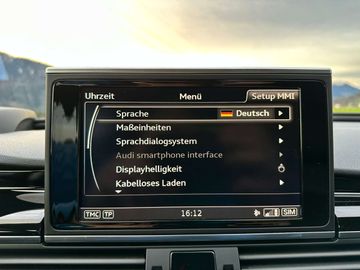 Uhrzeit Menü Setup MMI
Sprache Deutsch
Maßeinheiten
Sprachdialogsystem
Audi smartphone interface
Displayhelligkeit
Kabelloses Laden
TMC TP 16:12 SIM